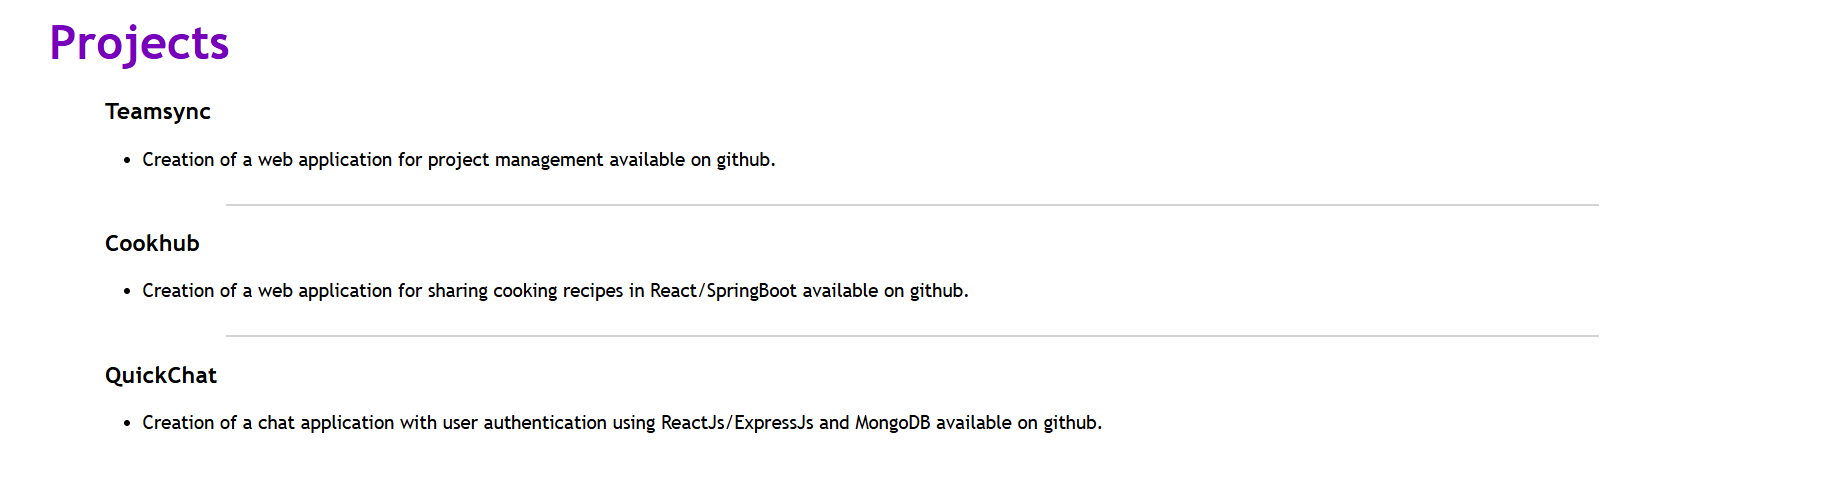 Projects
Teamsync
• Creation of a web application for project management available on github.
Cookhub
• Creation of a web application for sharing cooking recipes in React/SpringBoot available on github.
QuickChat
• Creation of a chat application with user authentication using ReactJs/ExpressJs and MongoDB available on github.